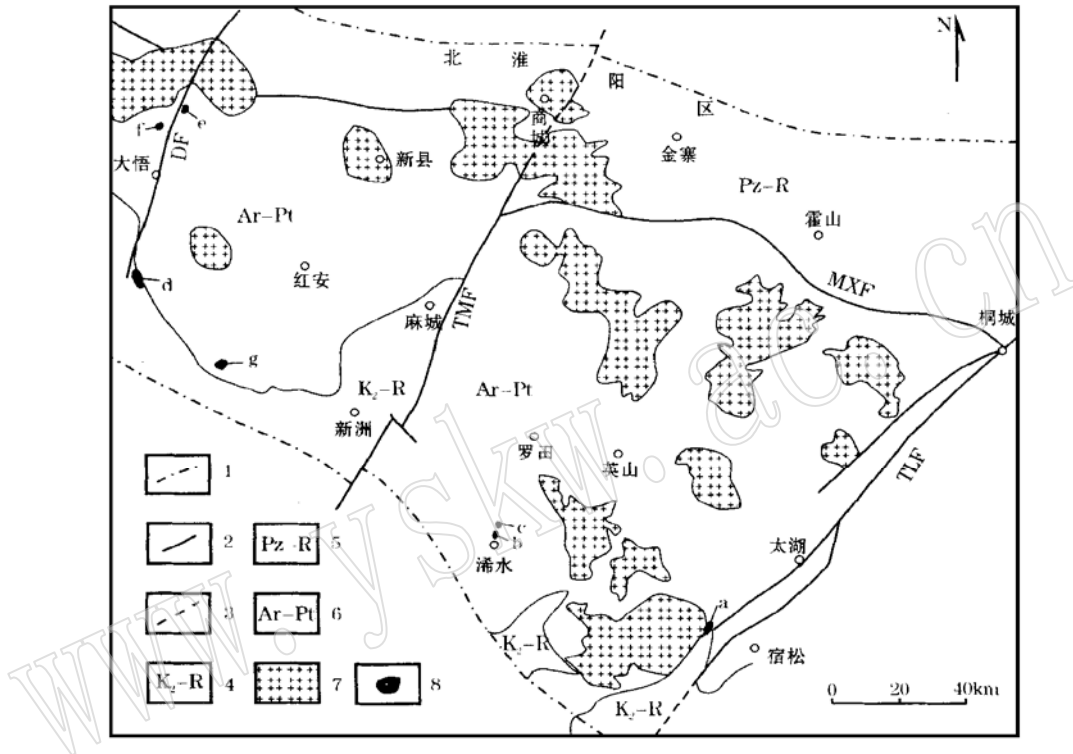 N
北 淮 阳 区
商城
e
f
DF
大悟
新县
金寨
Pz-R
Ar-Pt
霍山
d
红安
MXF
麻城
TMF
桐城
g
K₂-R
Ar-Pt
新洲
罗田
英山
TLF
1
c
b
2
Pz-R 5
浠水
太湖
3
Ar-Pt 6
a
K₂-R
宿松
K₂-R 4
7
8
K₂-R
0 20 40km
www.yskw.ac.cn